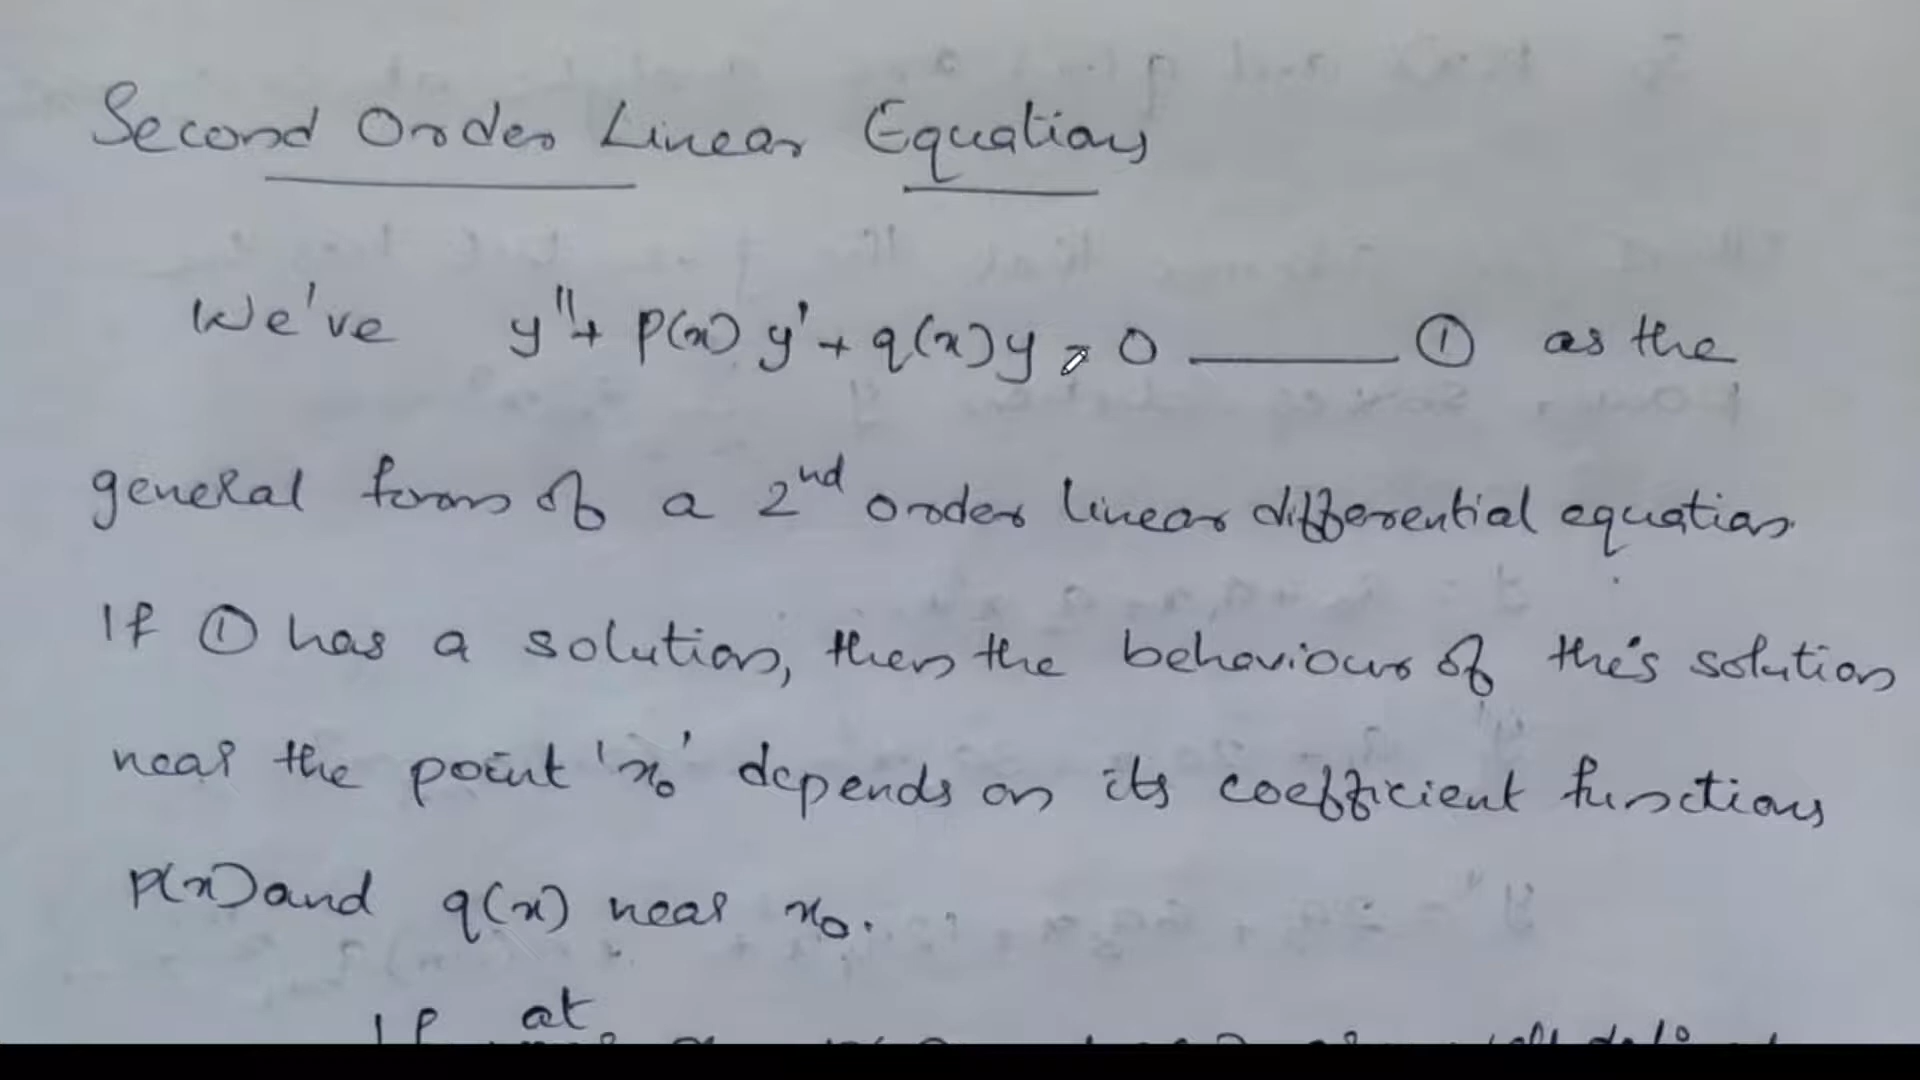 Second Order Linear Equations
We've y'' + p(x) y' + q(x)y = 0 ——— ① as the
general form of a 2nd order linear differential equation.
If ① has a solution, then the behaviour of this solution
near the point 'x₀' depends on its coefficient functions
p(x) and q(x) near x₀.
If at